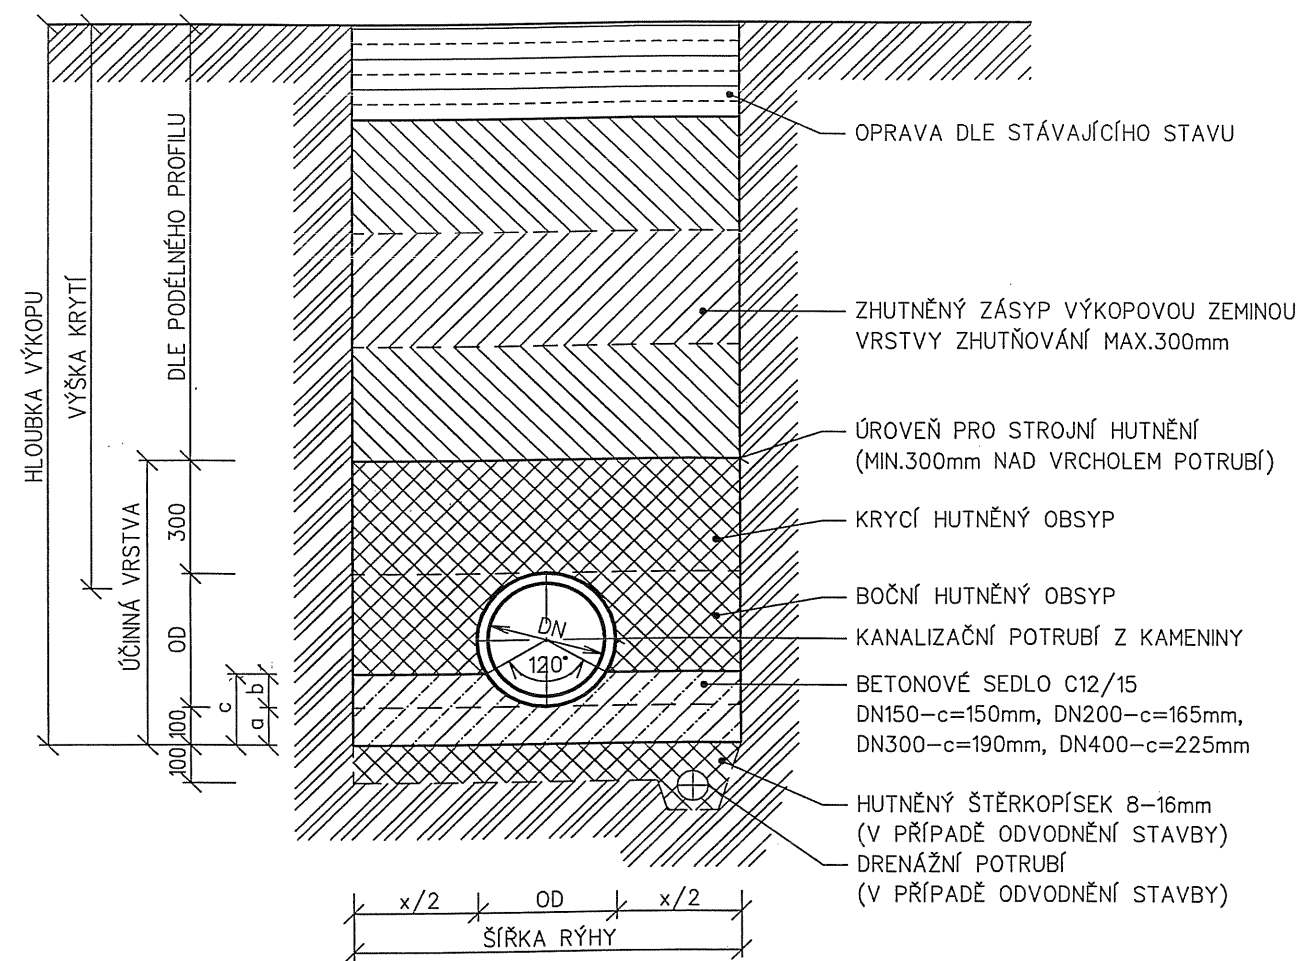 HLOUBKA VÝKOPU
VÝŠKA KRYTÍ
DLE PODÉLNÉHO PROFILU
ÚČINNÁ VRSTVA
300
OD
100
100
c
b
a
DN
120°
OPRAVA DLE STÁVAJÍCÍHO STAVU
ZHUTNĚNÝ ZÁSYP VÝKOPOVOU ZEMINOU
VRSTVY ZHUTŇOVÁNÍ MAX.300mm
ÚROVEŇ PRO STROJNÍ HUTNĚNÍ
(MIN.300mm NAD VRCHOLEM POTRUBÍ)
KRYCÍ HUTNĚNÝ OBSYP
BOČNÍ HUTNĚNÝ OBSYP
KANALIZAČNÍ POTRUBÍ Z KAMENINY
BETONOVÉ SEDLO C12/15
DN150-c=150mm, DN200-c=165mm,
DN300-c=190mm, DN400-c=225mm
HUTNĚNÝ ŠTĚRKOPÍSEK 8-16mm
(V PŘÍPADĚ ODVODNĚNÍ STAVBY)
DRENÁŽNÍ POTRUBÍ
(V PŘÍPADĚ ODVODNĚNÍ STAVBY)
x/2 OD x/2
ŠÍŘKA RÝHY